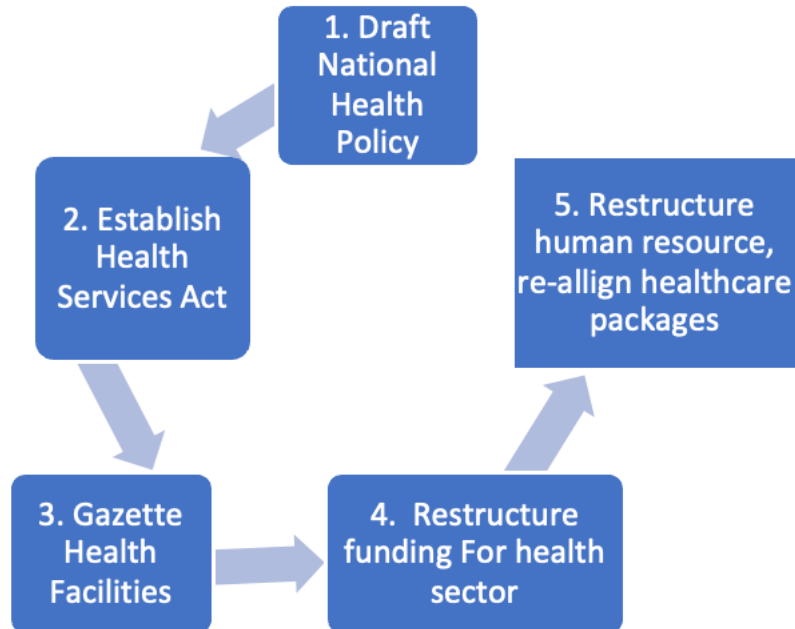 1. Draft
National
Health
Policy
2. Establish
Health
Services Act
3. Gazette
Health
Facilities
4. Restructure
funding For health
sector
5. Restructure
human resource,
re-allign healthcare
packages